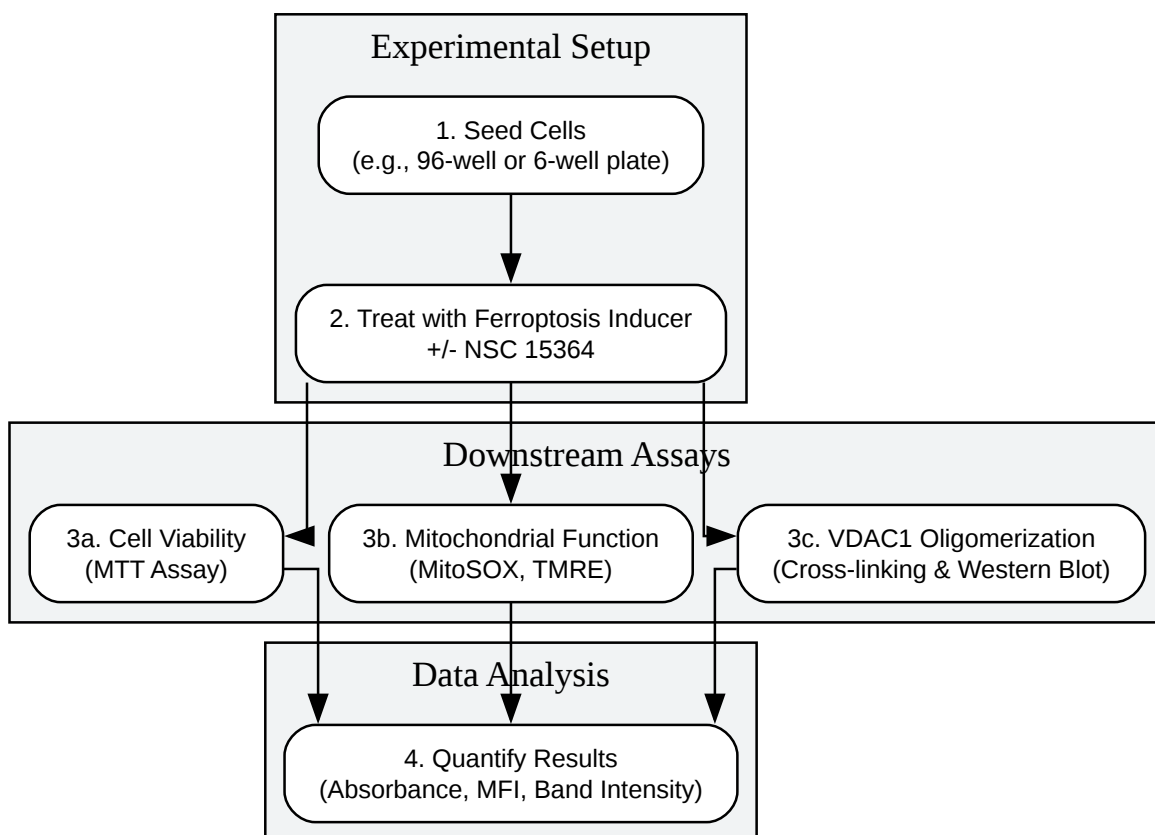 Experimental Setup
1. Seed Cells
(e.g., 96-well or 6-well plate)
2. Treat with Ferroptosis Inducer
+/- NSC 15364
Downstream Assays
3a. Cell Viability
(MTT Assay)
3b. Mitochondrial Function
(MitoSOX, TMRE)
3c. VDAC1 Oligomerization
(Cross-linking & Western Blot)
Data Analysis
4. Quantify Results
(Absorbance, MFI, Band Intensity)